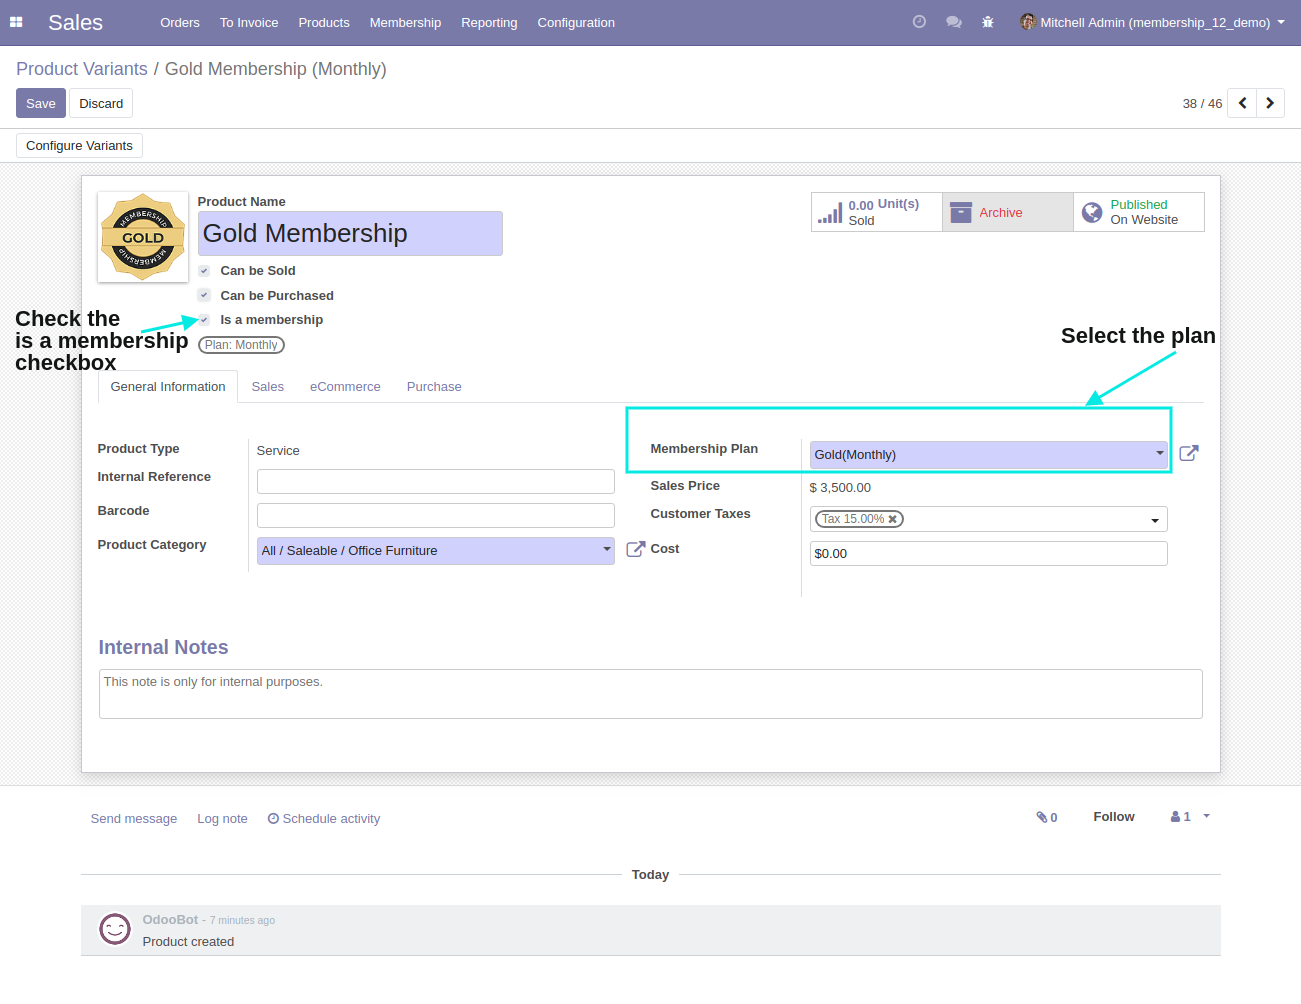 Sales Orders To Invoice Products Membership Reporting Configuration Mitchell Admin (membership_12_demo)
Product Variants / Gold Membership (Monthly)
Save Discard 38 / 46
Configure Variants
MEMBERSHIP
GOLD
MEMBERSHIP
Product Name
Gold Membership
0.00 Unit(s)
Sold
Archive
Published
On Website
Can be Sold
Can be Purchased
Is a membership
Plan: Monthly
Check the
is a membership
checkbox
Select the plan
General Information Sales eCommerce Purchase
Product Type Service
Internal Reference
Barcode
Product Category All / Saleable / Office Furniture
Membership Plan Gold(Monthly)
Sales Price $ 3,500.00
Customer Taxes Tax 15.00%
Cost $0.00
Internal Notes
This note is only for internal purposes.
Send message Log note Schedule activity 0 Follow 1
Today
OdooBot - 7 minutes ago
Product created